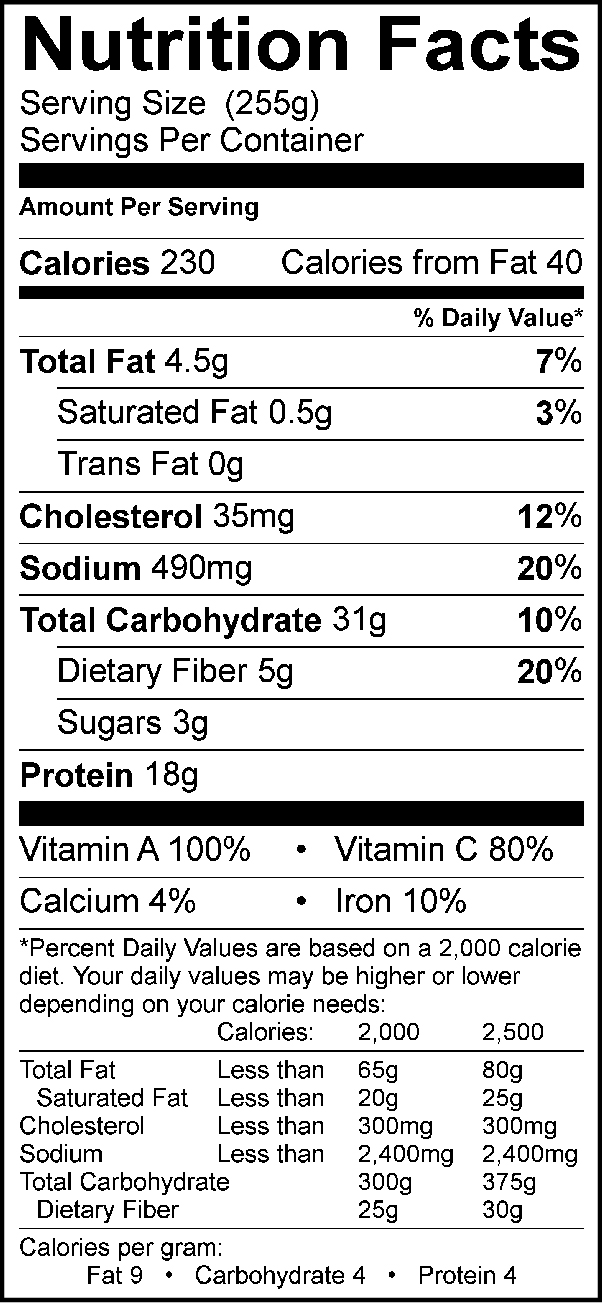 Nutrition Facts
Serving Size (255g)
Servings Per Container
Amount Per Serving
Calories 230 Calories from Fat 40
% Daily Value*
Total Fat 4.5g 7%
Saturated Fat 0.5g 3%
Trans Fat 0g
Cholesterol 35mg 12%
Sodium 490mg 20%
Total Carbohydrate 31g 10%
Dietary Fiber 5g 20%
Sugars 3g
Protein 18g
Vitamin A 100% • Vitamin C 80%
Calcium 4% • Iron 10%
*Percent Daily Values are based on a 2,000 calorie
diet. Your daily values may be higher or lower
depending on your calorie needs:
Calories: 2,000 2,500
Total Fat Less than 65g 80g
Saturated Fat Less than 20g 25g
Cholesterol Less than 300mg 300mg
Sodium Less than 2,400mg 2,400mg
Total Carbohydrate 300g 375g
Dietary Fiber 25g 30g
Calories per gram:
Fat 9 • Carbohydrate 4 • Protein 4